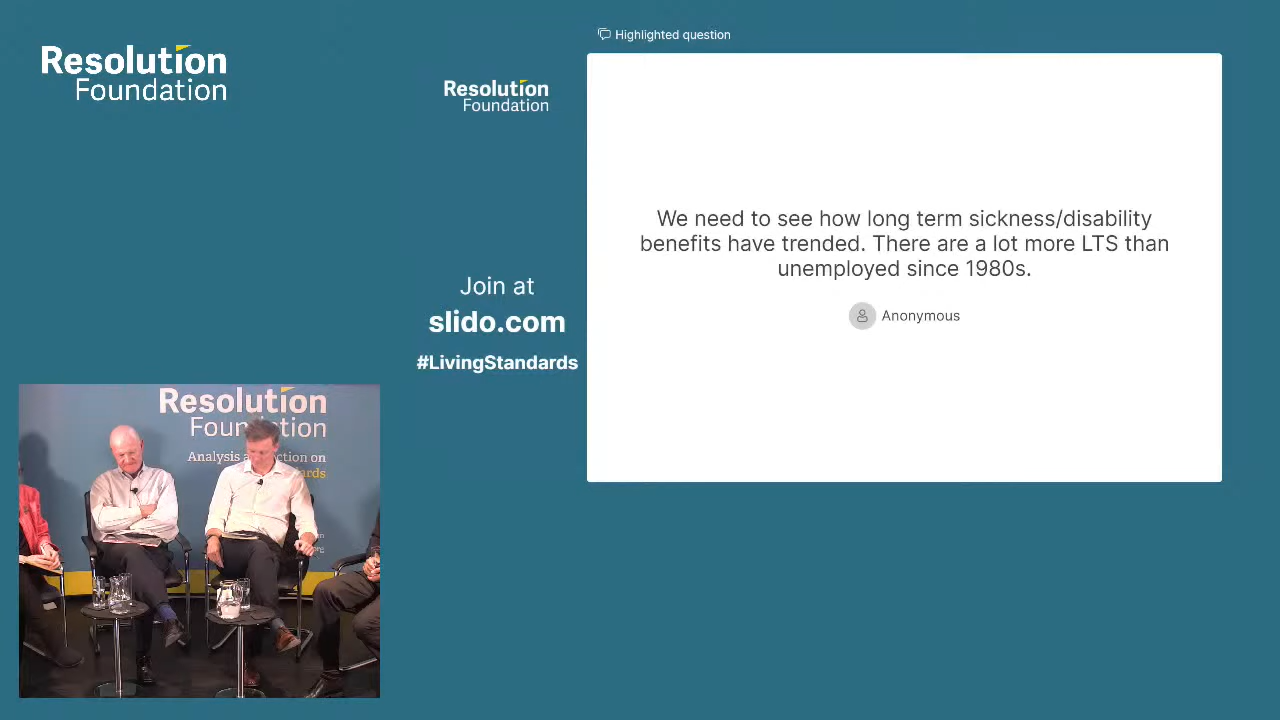 Resolution
Foundation
Highlighted question
Resolution
Foundation
We need to see how long term sickness/disability
benefits have trended. There are a lot more LTS than
unemployed since 1980s.
Anonymous
Join at
slido.com
#LivingStandards
Resolution
Foundation
Analysis on